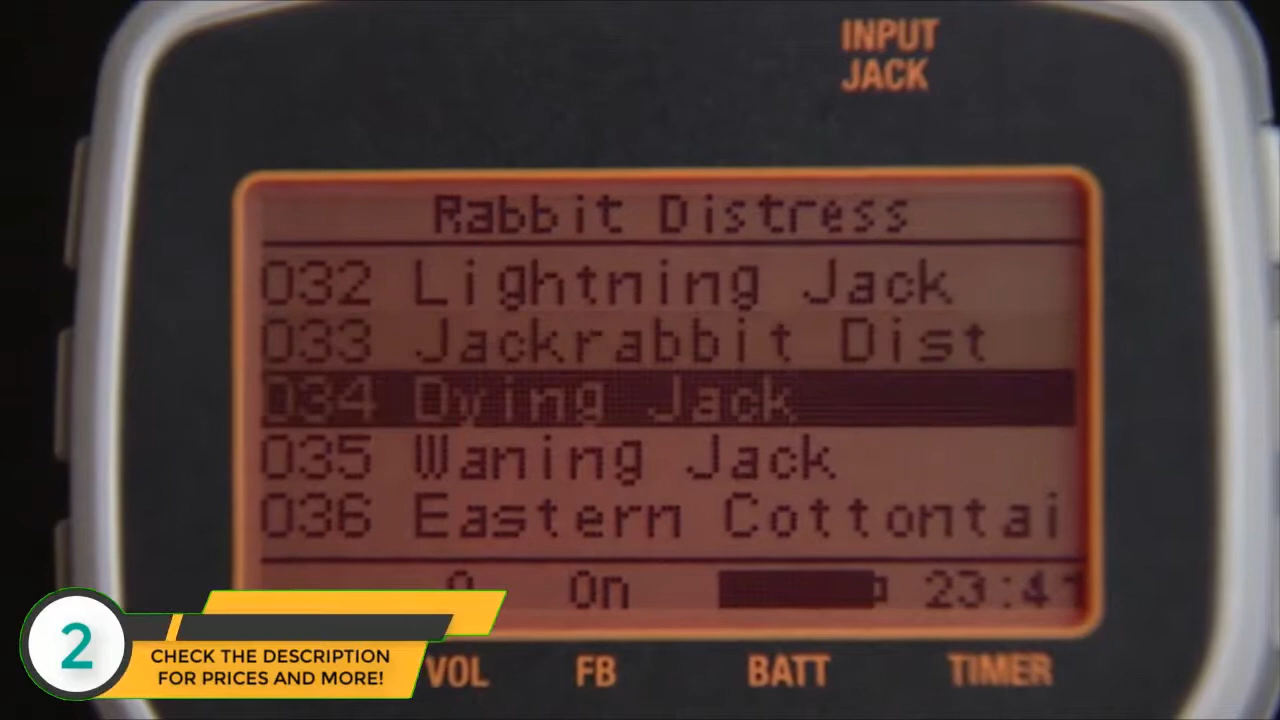 INPUT
JACK
Rabbit Distress
032 Lightning Jack
033 Jackrabbit Dist
034 Dying Jack
035 Waning Jack
036 Eastern Cottontai
On 23:41
VOL FB BATT TIMER
2
CHECK THE DESCRIPTION
FOR PRICES AND MORE!